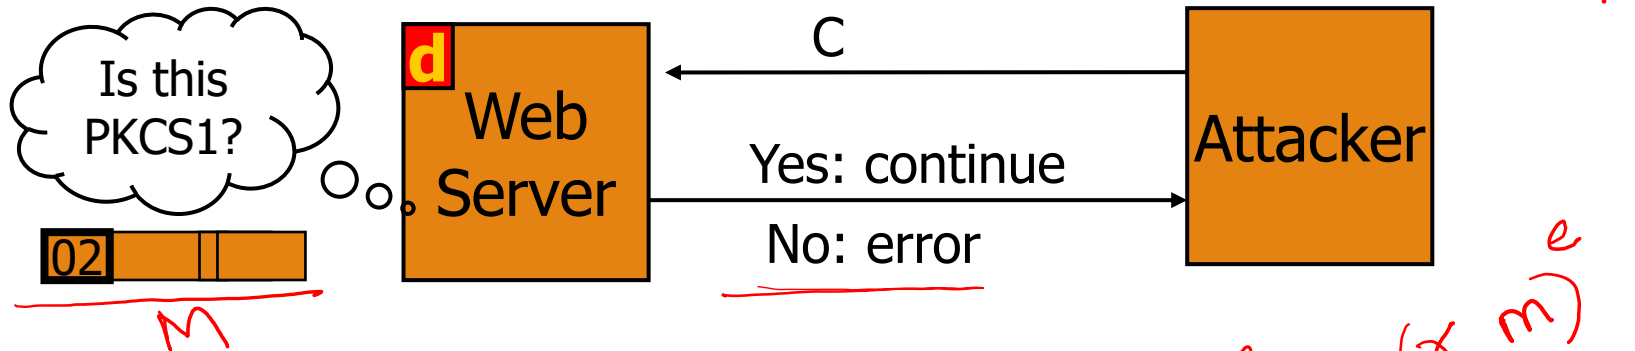 Is this
PKCS1?
02
M
d
Web
Server
C
Yes: continue
No: error
Attacker
e
m)